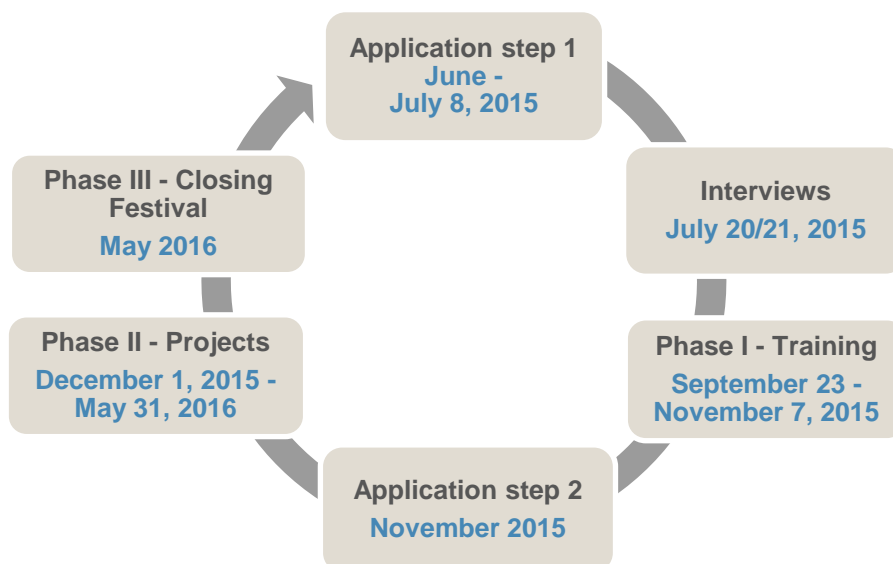 Application step 1
June -
July 8, 2015
Interviews
July 20/21, 2015
Phase I - Training
September 23 -
November 7, 2015
Application step 2
November 2015
Phase II - Projects
December 1, 2015 -
May 31, 2016
Phase III - Closing
Festival
May 2016